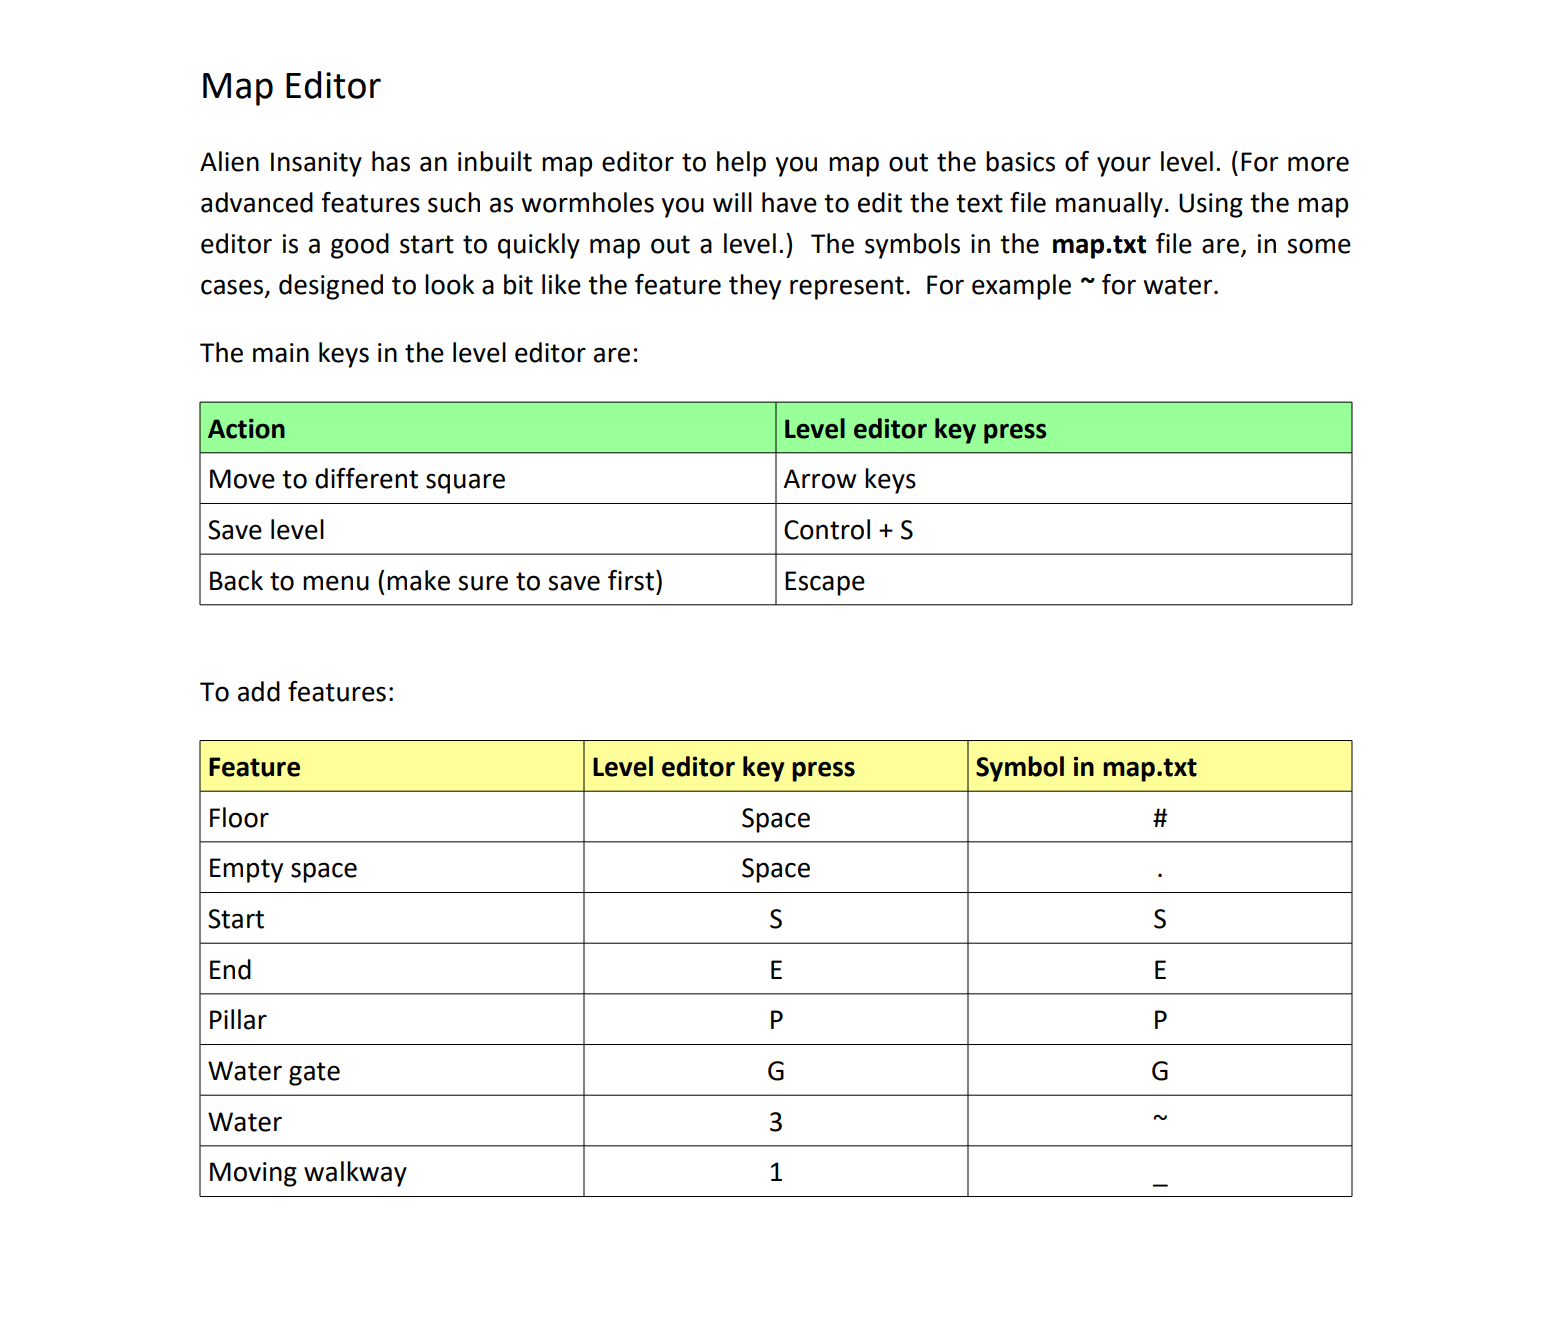 Map Editor
Alien Insanity has an inbuilt map editor to help you map out the basics of your level. (For more
advanced features such as wormholes you will have to edit the text file manually. Using the map
editor is a good start to quickly map out a level.)  The symbols in the map.txt file are, in some
cases, designed to look a bit like the feature they represent.  For example ~ for water.
The main keys in the level editor are:
Action Level editor key press
Move to different square Arrow keys
Save level Control + S
Back to menu (make sure to save first) Escape
To add features:
Feature Level editor key press Symbol in map.txt
Floor Space #
Empty space Space .
Start S S
End E E
Pillar P P
Water gate G G
Water 3 ~
Moving walkway 1 _